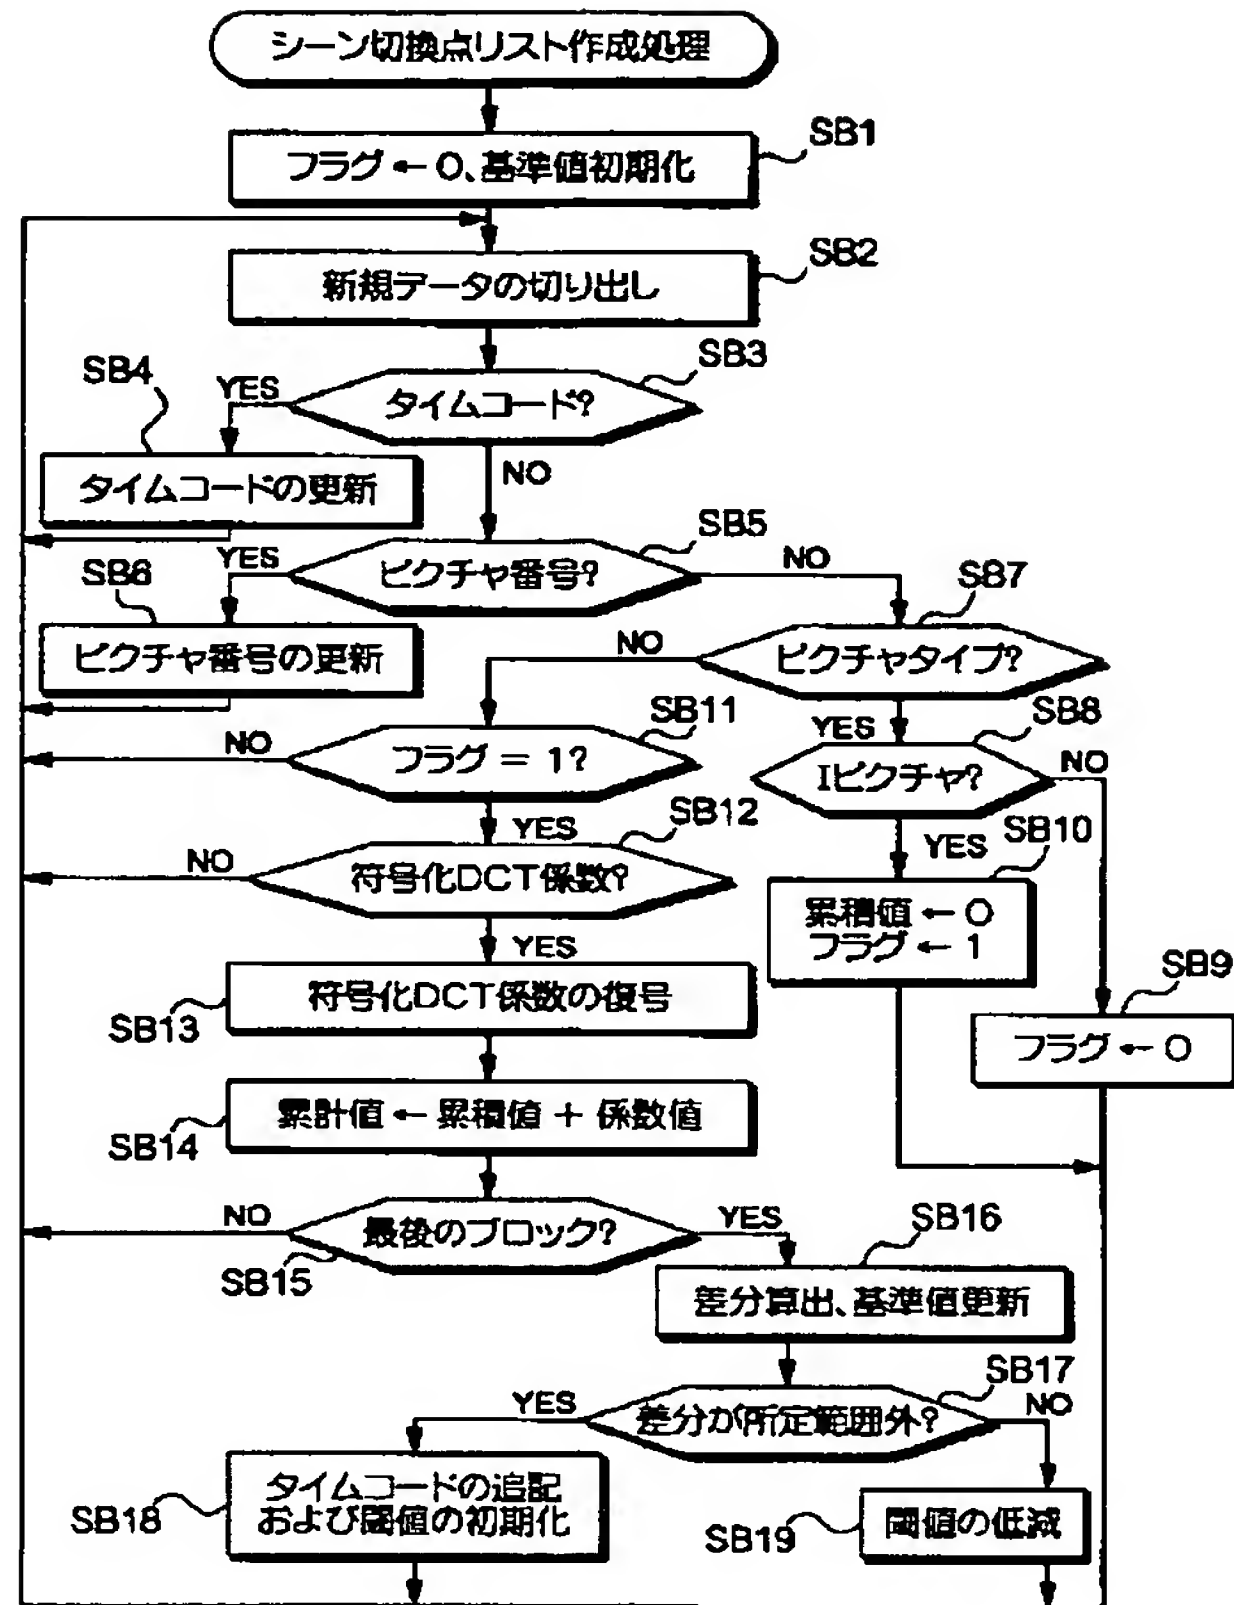 シーン切換点リスト作成処理
SB1
フラグ ← 0、基準値初期化
SB2
新規データの切り出し
SB3
タイムコード?
YES
NO
SB4
タイムコードの更新
SB5
ピクチャ番号?
YES
NO
SB6
ピクチャ番号の更新
SB7
ピクチャタイプ?
NO
YES
SB11
フラグ = 1?
NO
YES
SB8
Iピクチャ?
NO
YES
SB12
符号化DCT係数?
NO
YES
SB10
累積値 ← 0
フラグ ← 1
SB9
フラグ ← 0
符号化DCT係数の復号
SB13
累計値 ← 累積値 + 係数値
SB14
最後のブロック?
NO
YES
SB15
SB16
差分算出、基準値更新
SB17
差分が所定範囲外?
YES
NO
タイムコードの追記
および閾値の初期化
SB18
閾値の低減
SB19